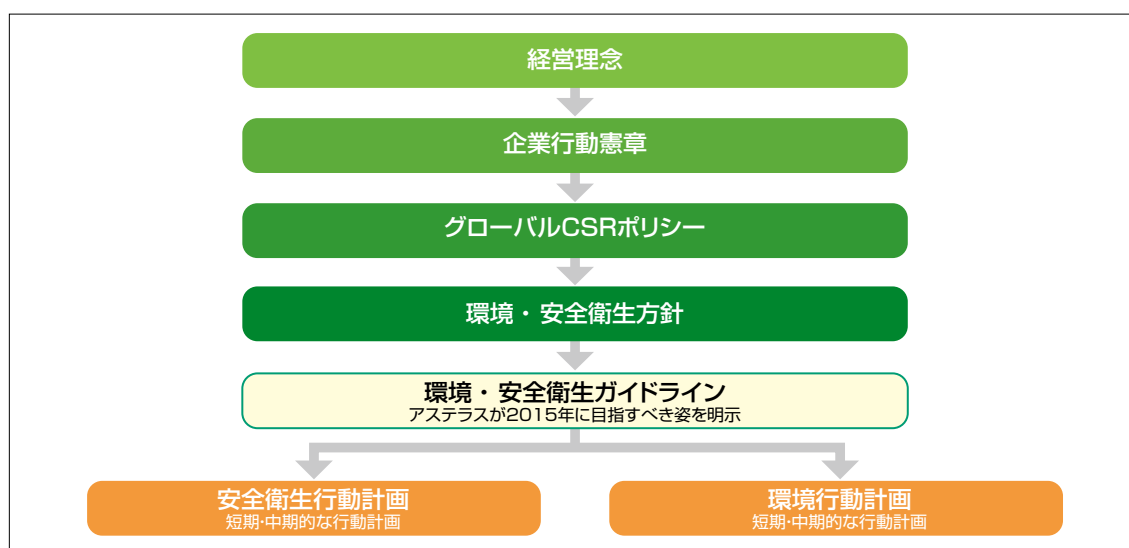 経営理念
企業行動憲章
グローバルCSRポリシー
環境・安全衛生方針
環境・安全衛生ガイドライン
アステラスが2015年に目指すべき姿を明示
安全衛生行動計画
短期・中期的な行動計画
環境行動計画
短期・中期的な行動計画